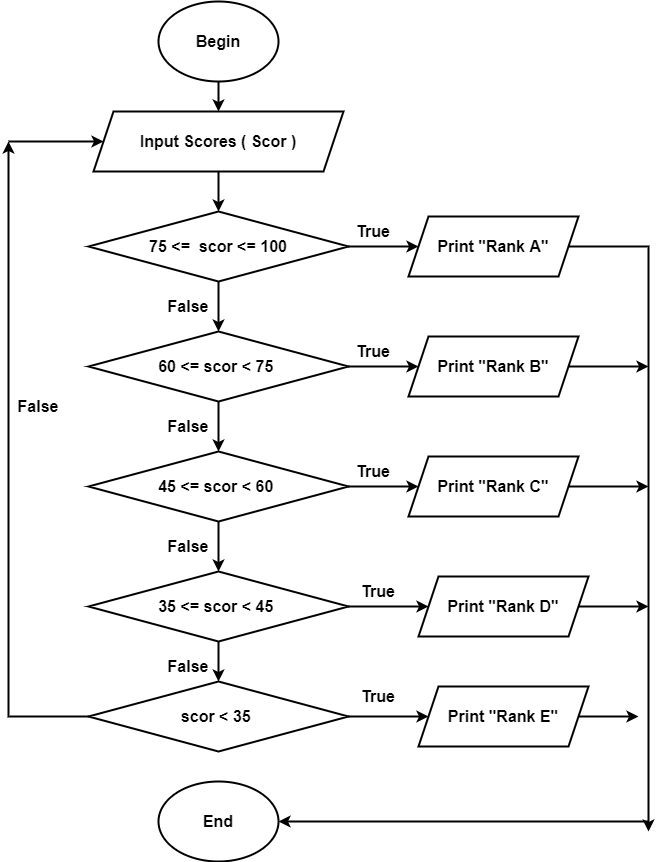 Begin
Input Scores ( Scor )
75 <=  scor <= 100
True
Print "Rank A"
False
60 <= scor < 75
True
Print "Rank B"
False
False
45 <= scor < 60
True
Print "Rank C"
False
35 <= scor < 45
True
Print "Rank D"
False
scor < 35
True
Print "Rank E"
End